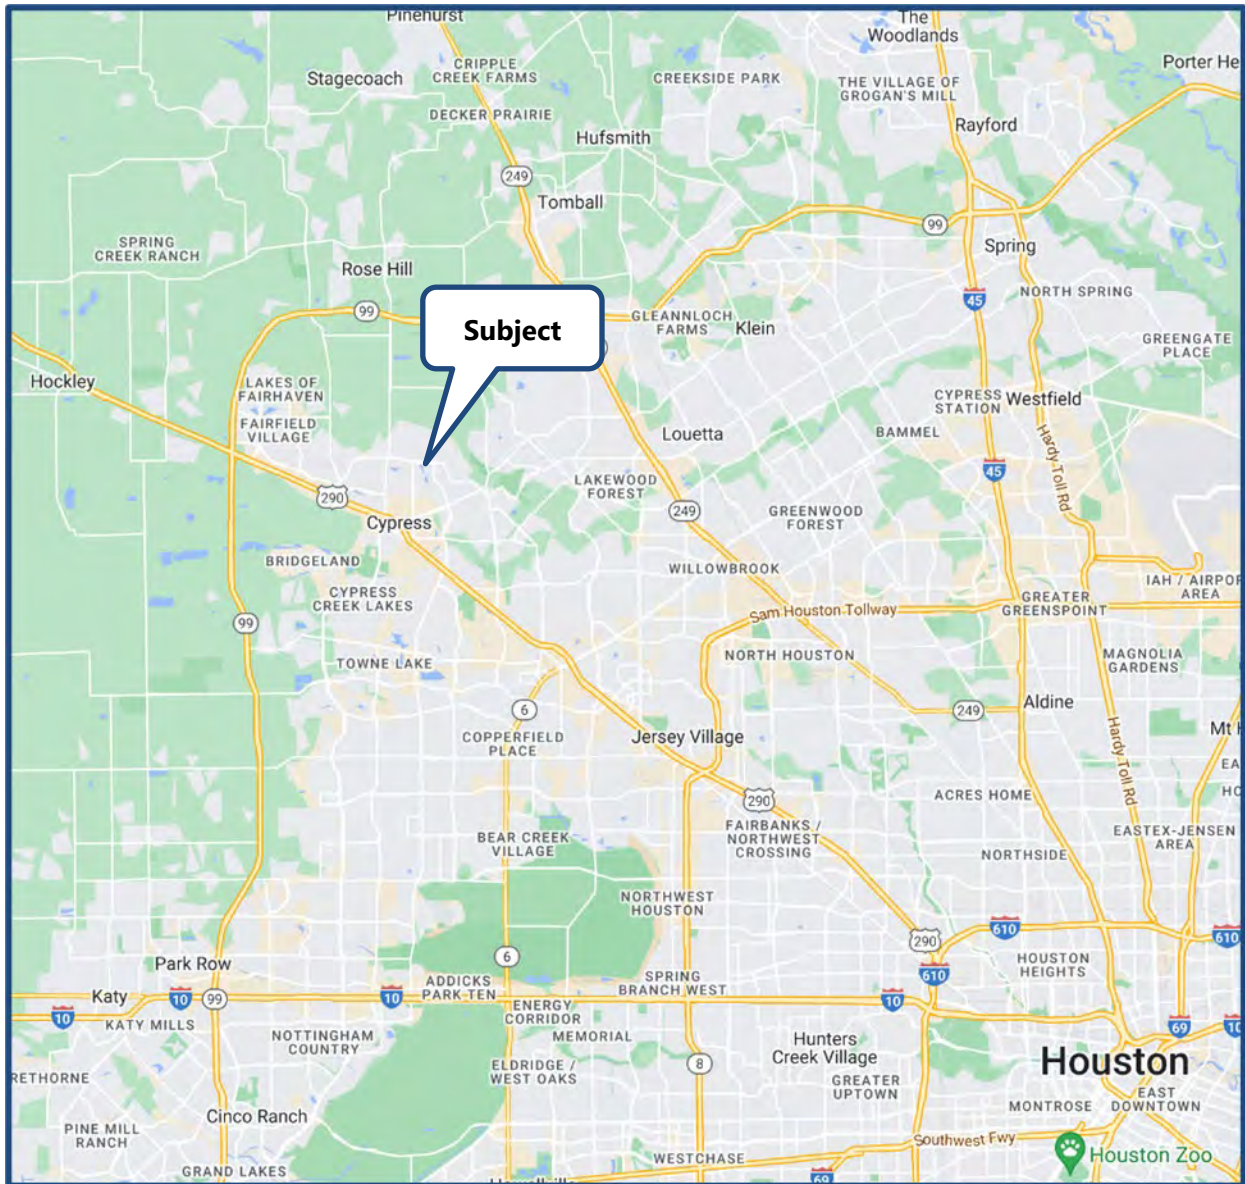 Pinehurst
The
Woodlands
Stagecoach
CRIPPLE
CREEK FARMS
CREEKSIDE PARK
THE VILLAGE OF
GROGAN'S MILL
Porter He
DECKER PRAIRIE
Hufsmith
Rayford
249
Tomball
99
Spring
SPRING
CREEK RANCH
Rose Hill
45
NORTH SPRING
99
Subject
GLEANNLOCH
FARMS
Klein
GREENGATE
PLACE
Hockley
LAKES OF
FAIRHAVEN
FAIRFIELD
VILLAGE
CYPRESS
STATION
Westfield
Louetta
BAMMEL
Hardy Toll Rd
45
LAKEWOOD
FOREST
290
249
GREENWOOD
FOREST
Cypress
BRIDGELAND
WILLOWBROOK
CYPRESS
CREEK LAKES
IAH / AIRPOR
AREA
GREATER
GREENSPOINT
Sam Houston Tollway
99
TOWNE LAKE
NORTH HOUSTON
MAGNOLIA
GARDENS
6
249
Aldine
COPPERFIELD
PLACE
Jersey Village
Hardy Toll Rd
Mt H
EA
HO
290
ACRES HOME
FAIRBANKS /
NORTHWEST
CROSSING
BEAR CREEK
VILLAGE
EASTEX-JENSEN
AREA
NORTHSIDE
NORTHWEST
HOUSTON
610
290
610
6
Park Row
HOUSTON
HEIGHTS
610
ADDICKS
PARK TEN
SPRING
BRANCH WEST
Katy
10
99
10
10
10
ENERGY
CORRIDOR
KATY MILLS
69
10
NOTTINGHAM
COUNTRY
MEMORIAL
Hunters
Creek Village
8
Houston
ELDRIDGE /
WEST OAKS
RETHORNE
GREATER
UPTOWN
EAST
DOWNTOWN
MONTROSE
Cinco Ranch
PINE MILL
RANCH
Southwest Fwy
Houston Zoo
WESTCHASE
GRAND LAKES
69